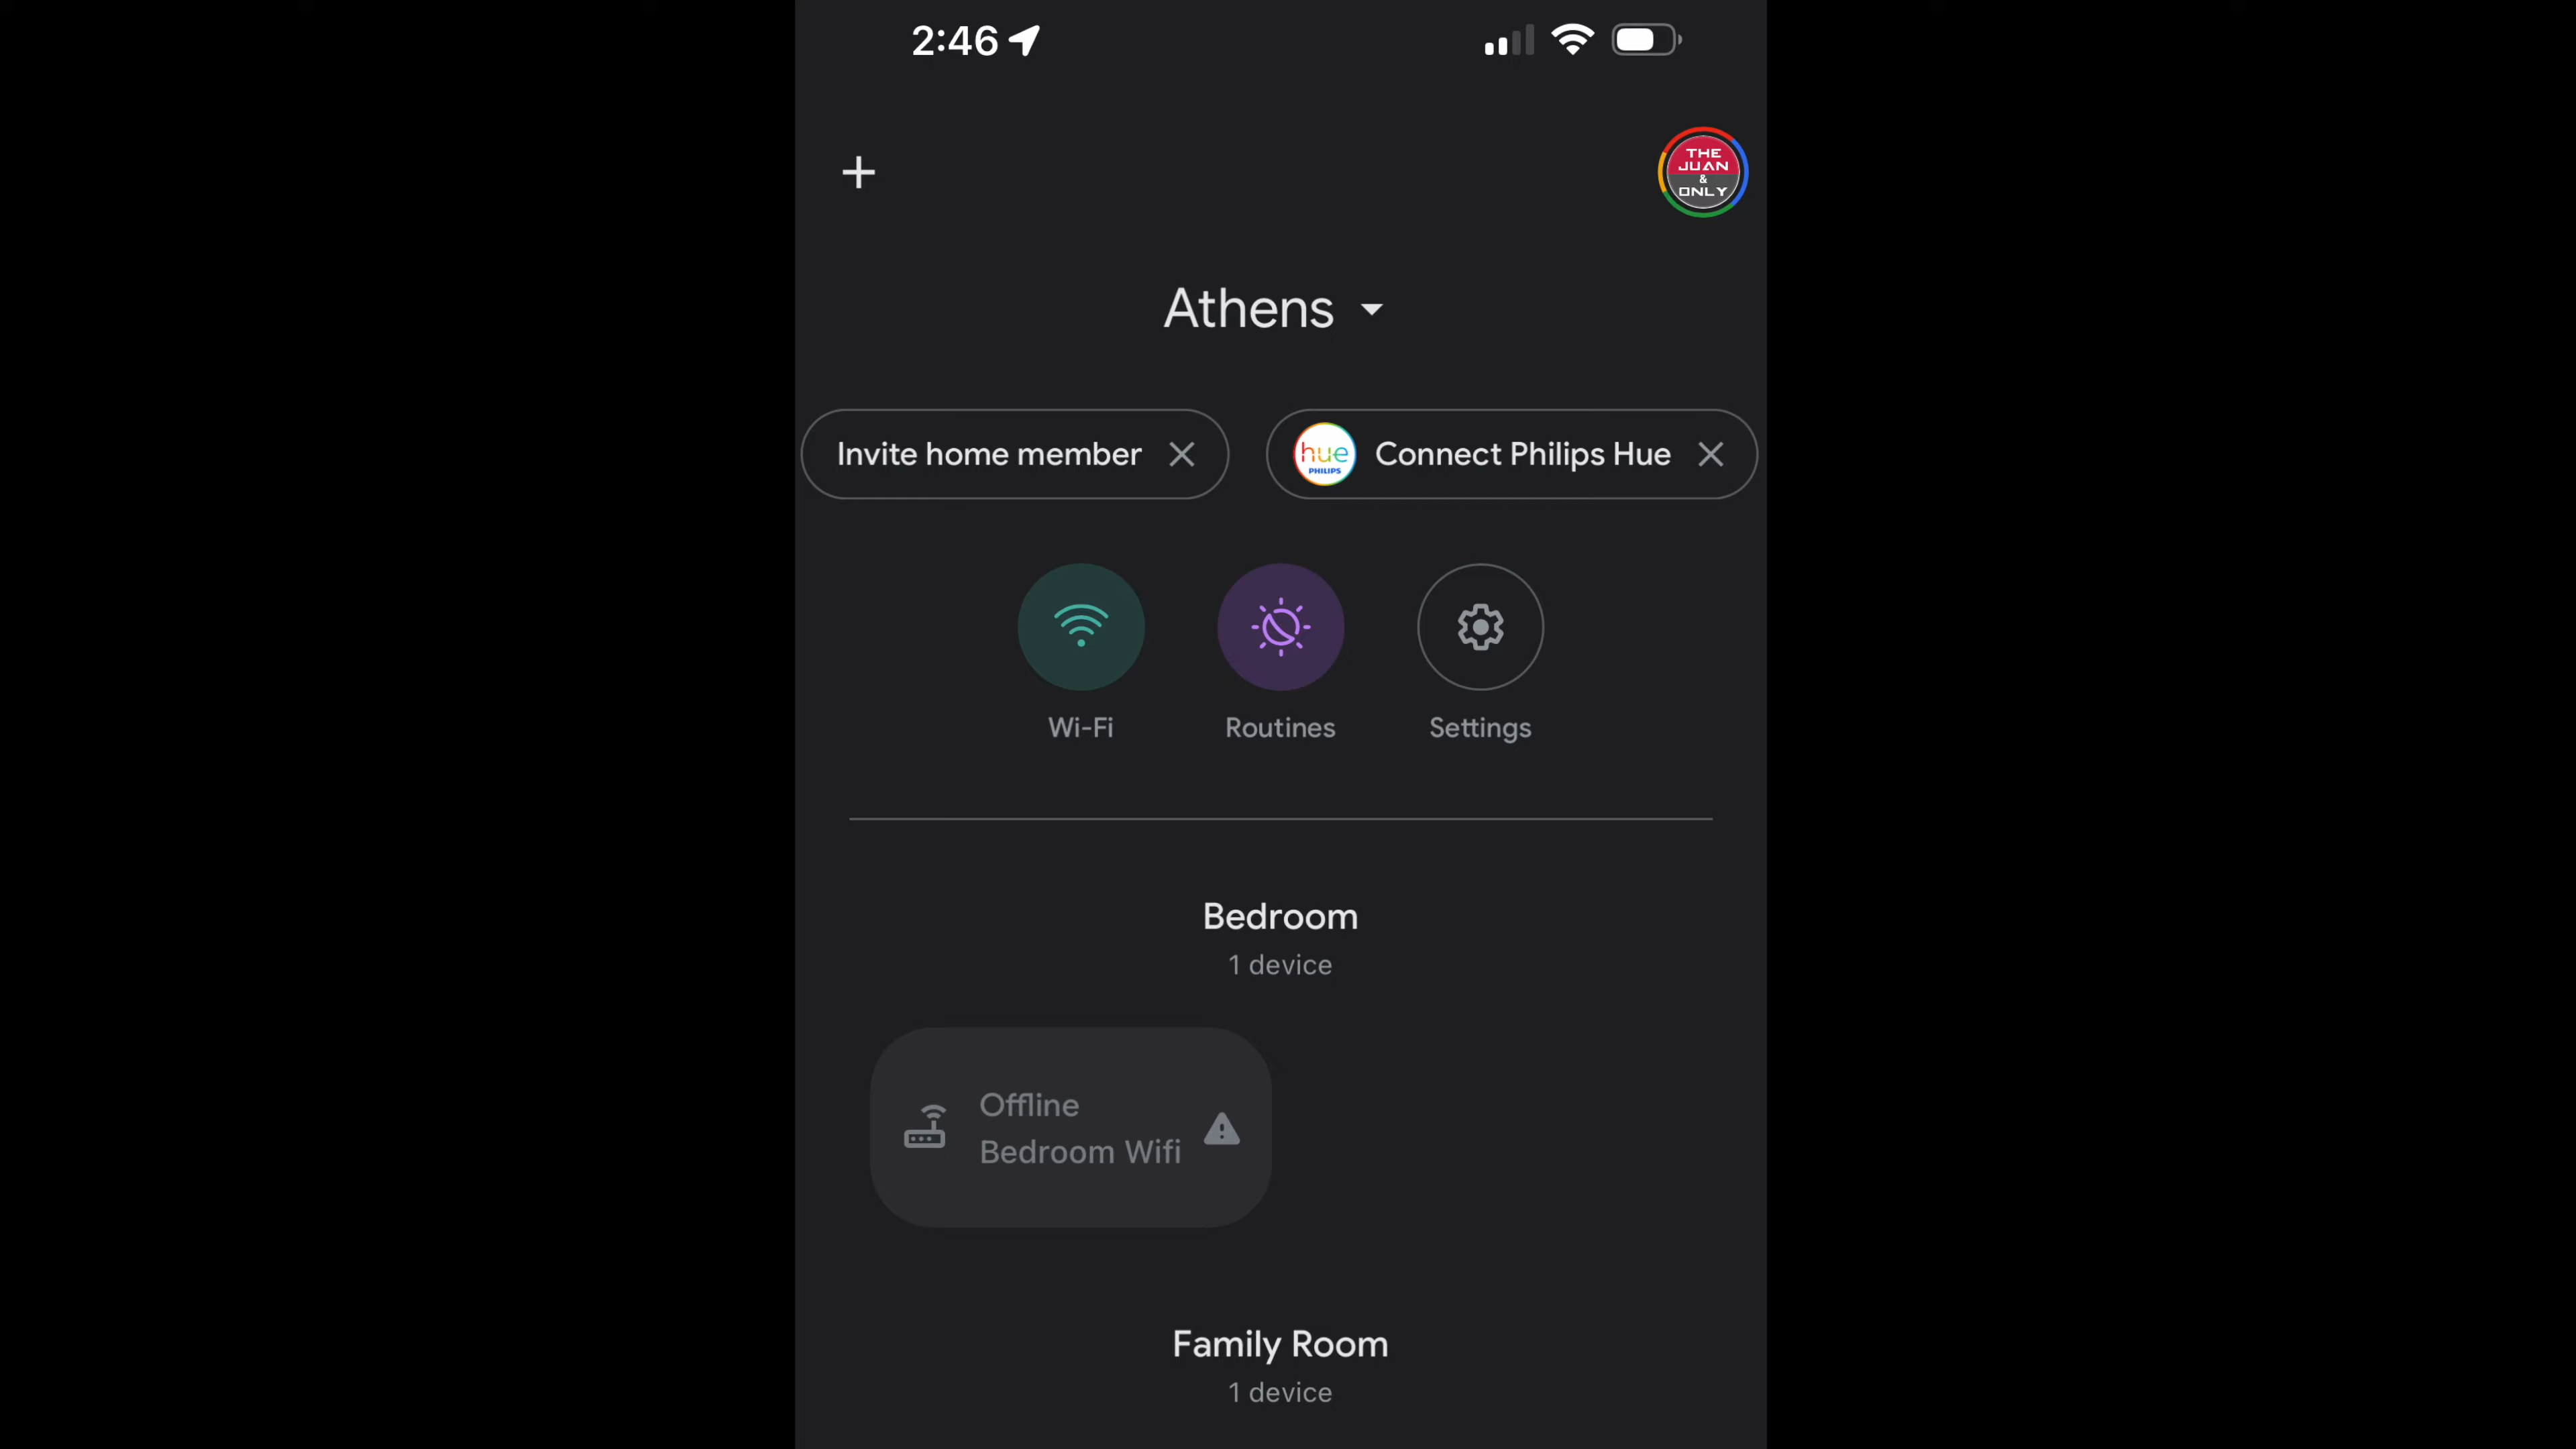 2:46
THE
JUAN
&
ONLY
Athens
Invite home member
hue
PHILIPS
Connect Philips Hue
Wi-Fi
Routines
Settings
Bedroom
1 device
Offline
Bedroom Wifi
Family Room
1 device